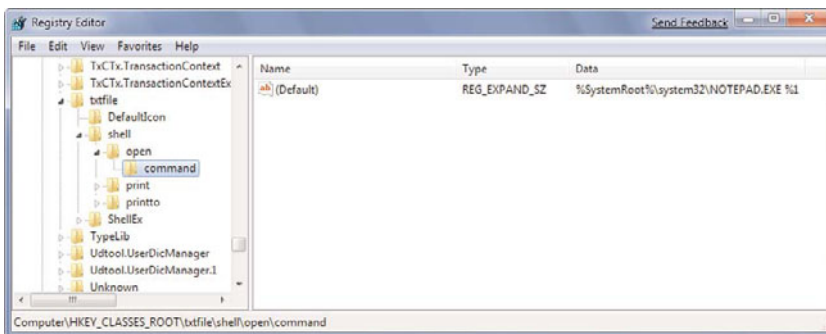 Registry Editor
Send Feedback
File Edit View Favorites Help
TxCTx.TransactionContext
TxCTx.TransactionContextEx
txtfile
DefaultIcon
shell
open
command
print
printto
ShellEx
TypeLib
Udtool.UserDicManager
Udtool.UserDicManager.1
Unknown
Name Type Data
ab (Default) REG_EXPAND_SZ %SystemRoot%\system32\NOTEPAD.EXE %1
Computer\HKEY_CLASSES_ROOT\txtfile\shell\open\command